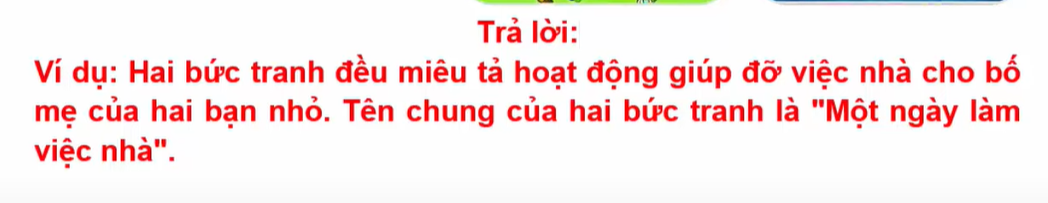 Trả lời:
Ví dụ: Hai bức tranh đều miêu tả hoạt động giúp đỡ việc nhà cho bố
mẹ của hai bạn nhỏ. Tên chung của hai bức tranh là "Một ngày làm
việc nhà".